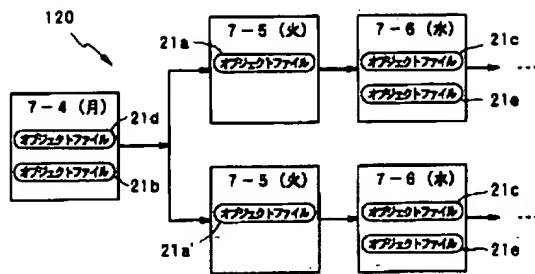 120
7-4 (月)
オブジェクトファイル
21d
オブジェクトファイル
21b
7-5 (火)
21a
オブジェクトファイル
7-6 (水)
21c
オブジェクトファイル
オブジェクトファイル
21e
...
7-5 (火)
オブジェクトファイル
21a'
7-6 (水)
21c
オブジェクトファイル
オブジェクトファイル
21e
...